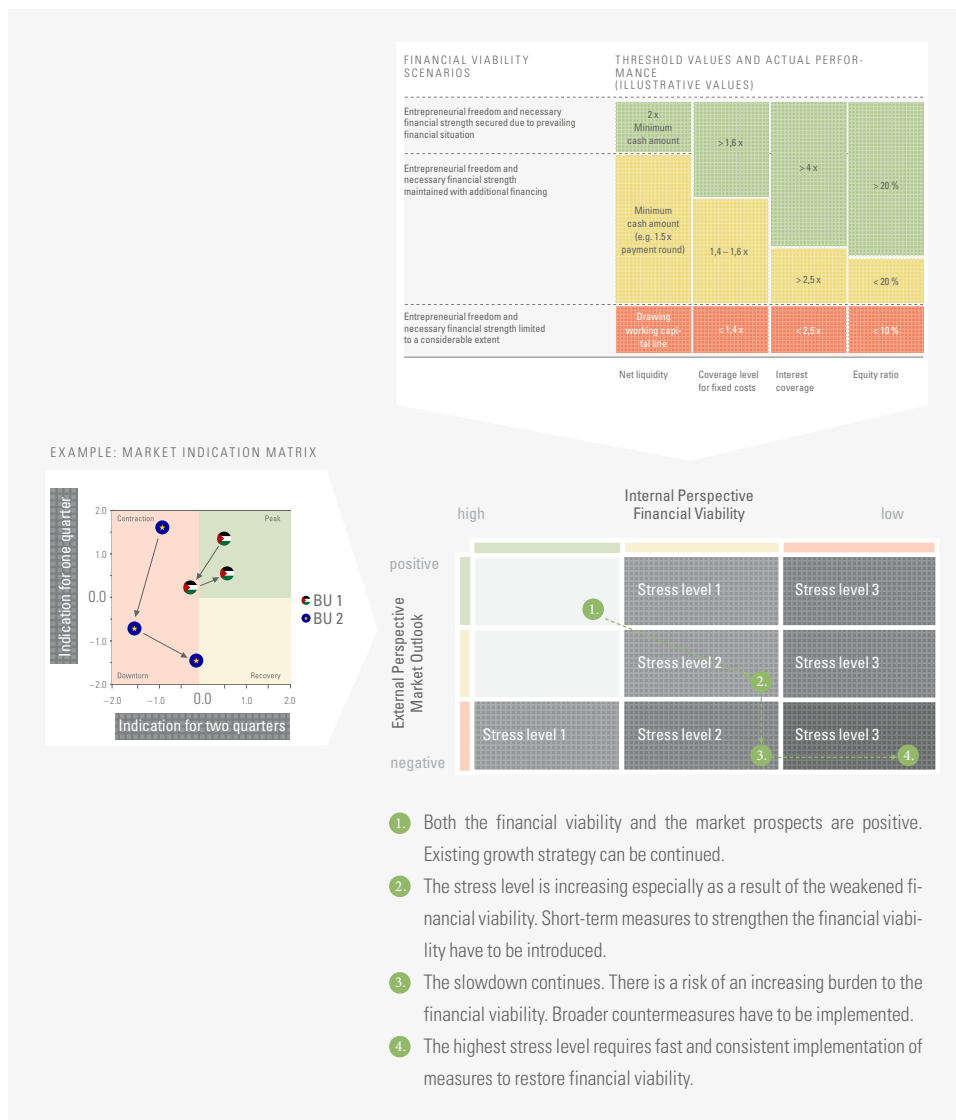 FINANCIAL VIABILITY
SCENARIOS
THRESHOLD VALUES AND ACTUAL PERFOR-
MANCE
(ILLUSTRATIVE VALUES)
Entrepreneurial freedom and necessary
financial strength secured due to prevailing
financial situation
2 x
Minimum
cash amount
> 1,6 x
> 4 x
> 20 %
Entrepreneurial freedom and
necessary financial strength
maintained with additional financing
Minimum
cash amount
(e.g. 1.5 x
payment round)
1,4 – 1,6 x
> 2,5 x
< 20 %
Entrepreneurial freedom and
necessary financial strength limited
to a considerable extent
Drawing
working capi-
tal line
< 1,4 x
< 2,5 x
< 10 %
Net liquidity
Coverage level
for fixed costs
Interest
coverage
Equity ratio
EXAMPLE: MARKET INDICATION MATRIX
Indication for one quarter
2.0
1.0
0.0
–1.0
–2.0
Contraction
Peak
Downturn
Recovery
–2.0
–1.0
0.0
1.0
2.0
Indication for two quarters
BU 1
BU 2
Internal Perspective
Financial Viability
high
low
External Perspective
Market Outlook
positive
negative
1.
Stress level 1
Stress level 3
Stress level 2
2.
Stress level 3
Stress level 1
Stress level 2
3.
Stress level 3
4.
1. Both the financial viability and the market prospects are positive.
Existing growth strategy can be continued.
2. The stress level is increasing especially as a result of the weakened fi-
nancial viability. Short-term measures to strengthen the financial viabi-
lity have to be introduced.
3. The slowdown continues. There is a risk of an increasing burden to the
financial viability. Broader countermeasures have to be implemented.
4. The highest stress level requires fast and consistent implementation of
measures to restore financial viability.